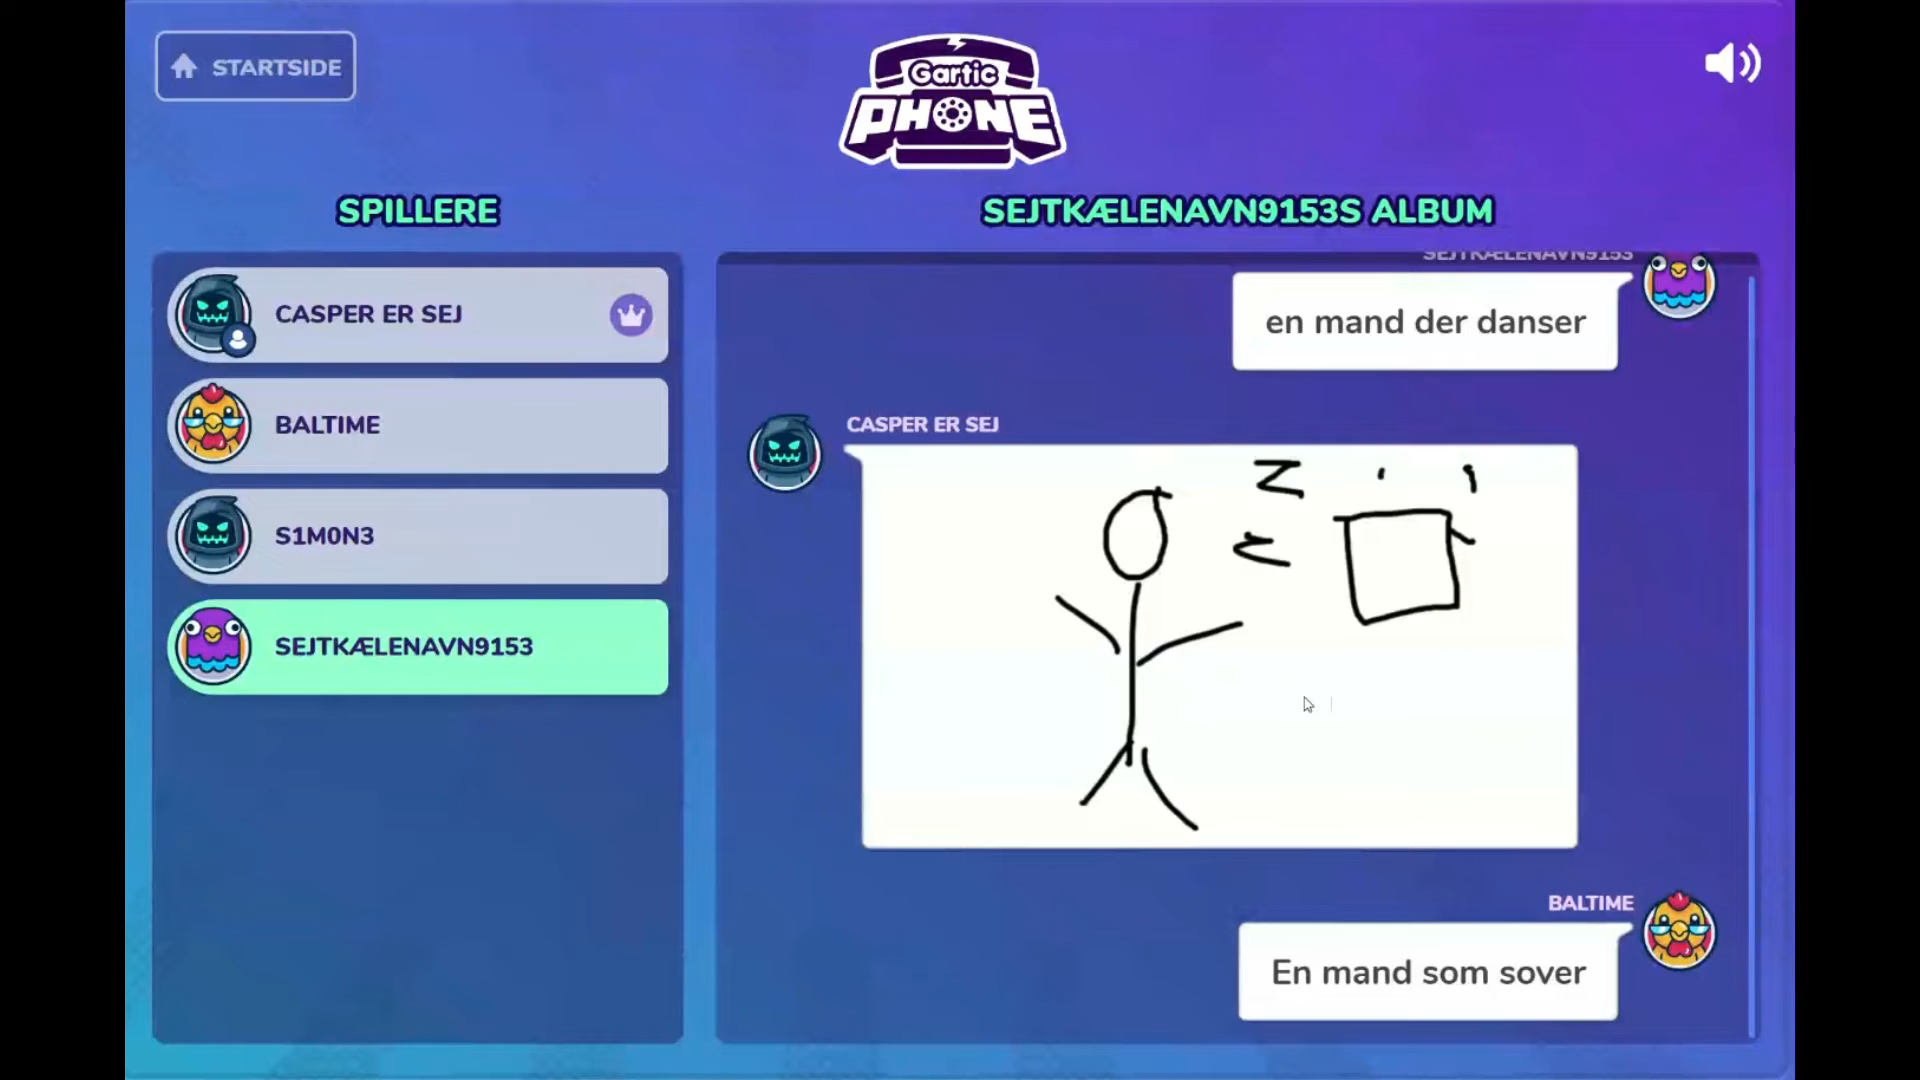 STARTSIDE
Gartic
PHONE
SPILLERE
SEJTKÆLENAVN9153S ALBUM
CASPER ER SEJ
BALTIME
S1M0N3
SEJTKÆLENAVN9153
SEJTKÆLENAVN9153
en mand der danser
CASPER ER SEJ
BALTIME
En mand som sover